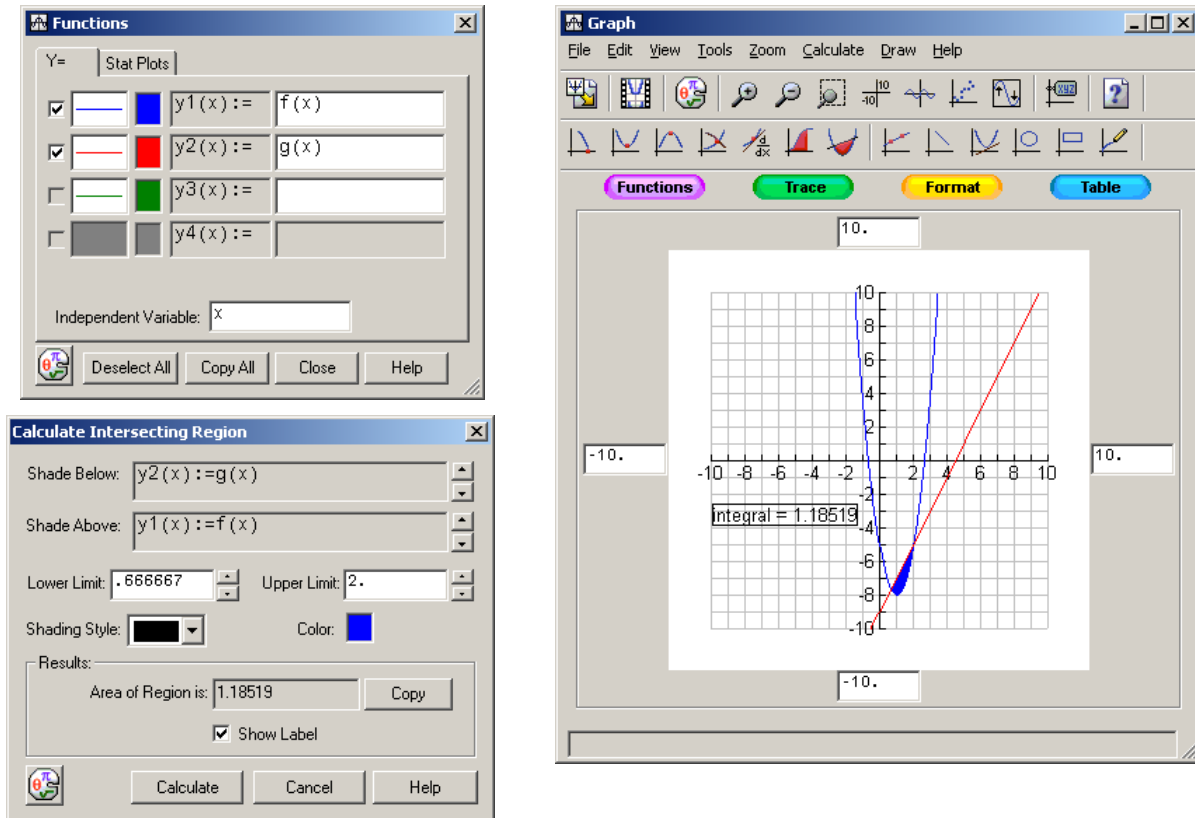 Functions
Y= Stat Plots
y1(x):= f(x)
y2(x):= g(x)
y3(x):=
y4(x):=
Independent Variable: x
Deselect All Copy All Close Help
Calculate Intersecting Region
Shade Below: y2(x):=g(x)
Shade Above: y1(x):=f(x)
Lower Limit: .666667 Upper Limit: 2.
Shading Style: Color:
Results:
Area of Region is: 1.18519 Copy
Show Label
Calculate Cancel Help
Graph
File Edit View Tools Zoom Calculate Draw Help
10 -10 XYZ ?
d dx
Functions Trace Format Table
10.
10
8
6
4
2
-10. 10.
-10 -8 -6 -4 -2 2 4 6 8 10
-2
integral = 1.18519
-4
-6
-8
-10
-10.